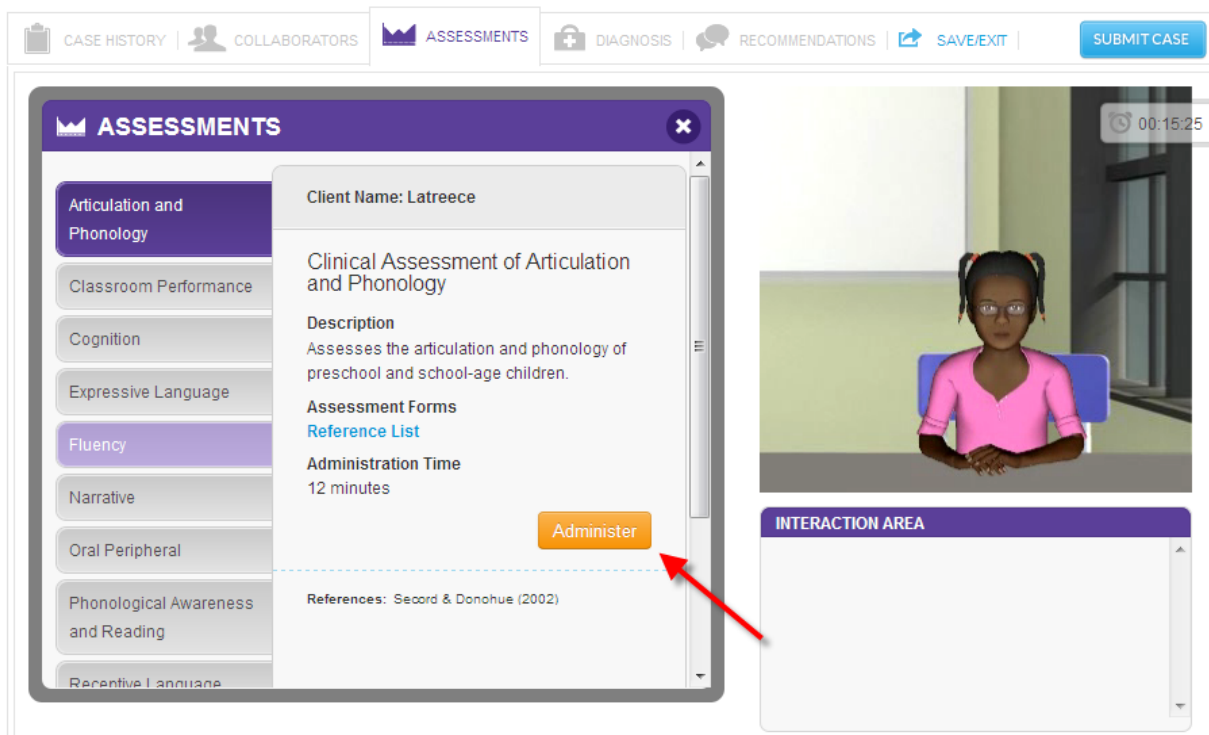 CASE HISTORY | COLLABORATORS ASSESSMENTS DIAGNOSIS | RECOMMENDATIONS | SAVE/EXIT | SUBMIT CASE
ASSESSMENTS
00:15:25
Articulation and
Phonology
Classroom Performance
Cognition
Expressive Language
Fluency
Narrative
Oral Peripheral
Phonological Awareness
and Reading
Receptive Language
Client Name: Latreece
Clinical Assessment of Articulation
and Phonology
Description
Assesses the articulation and phonology of
preschool and school-age children.
Assessment Forms
Reference List
Administration Time
12 minutes
Administer
References: Secord & Donohue (2002)
INTERACTION AREA